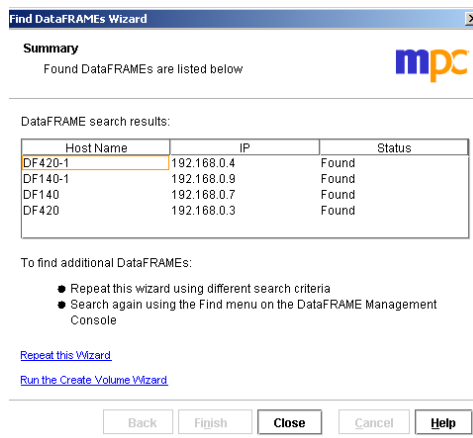 Find DataFRAMEs Wizard
Summary
Found DataFRAMEs are listed below
mpc
DataFRAME search results:
Host Name IP Status
DF420-1 192.168.0.4 Found
DF140-1 192.168.0.9 Found
DF140 192.168.0.7 Found
DF420 192.168.0.3 Found
To find additional DataFRAMEs:
Repeat this wizard using different search criteria
Search again using the Find menu on the DataFRAME Management
Console
Repeat this Wizard
Run the Create Volume Wizard
Back Finish Close Cancel Help